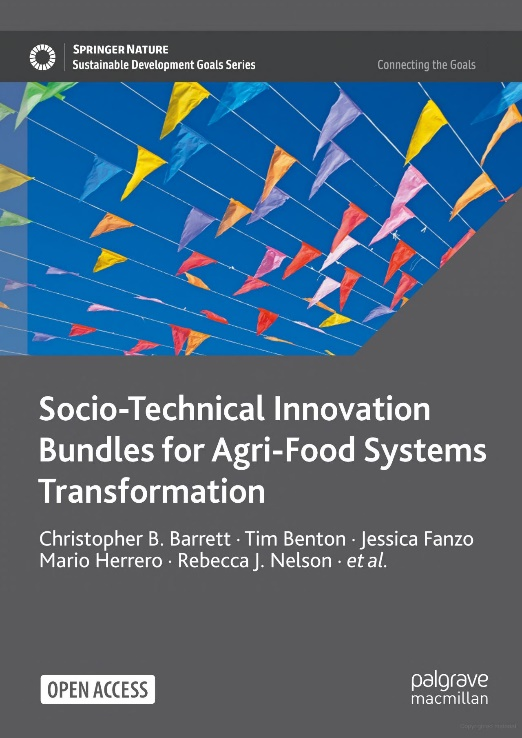 SPRINGER NATURE
Sustainable Development Goals Series
Connecting the Goals
Socio-Technical Innovation
Bundles for Agri-Food Systems
Transformation
Christopher B. Barrett · Tim Benton · Jessica Fanzo
Mario Herrero · Rebecca J. Nelson · et al.
OPEN ACCESS
palgrave
macmillan